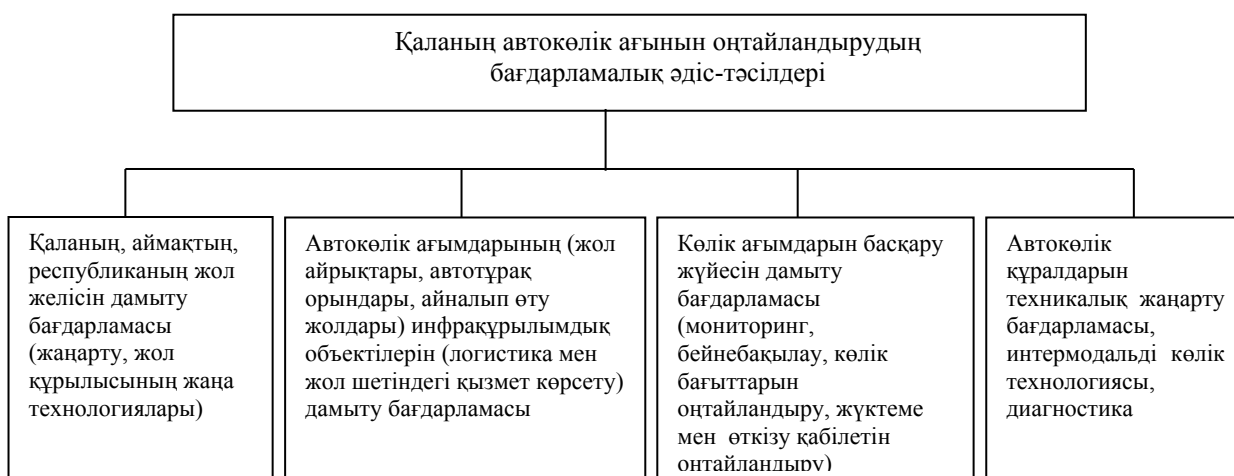 Қаланың автокөлік ағынын оңтайландырудың
бағдарламалық әдіс-тәсілдері
Қаланың, аймақтың,
республиканың жол
желісін дамыту
бағдарламасы
(жаңарту, жол
құрылысының жаңа
технологиялары)
Автокөлік ағымдарының (жол
айрықтары, автотұрақ
орындары, айналып өту
жолдары) инфрақұрылымдық
объектілерін (логистика мен
жол шетіндегі қызмет көрсету)
дамыту бағдарламасы
Көлік ағымдарын басқару
жүйесін дамыту
бағдарламасы
(мониторинг,
бейнебақылау, көлік
бағыттарын
оңтайландыру, жүктеме
мен өткізу қабілетін
оңтайландыру)
Автокөлік
құралдарын
техникалық жаңарту
бағдарламасы,
интермодальді көлік
технологиясы,
диагностика